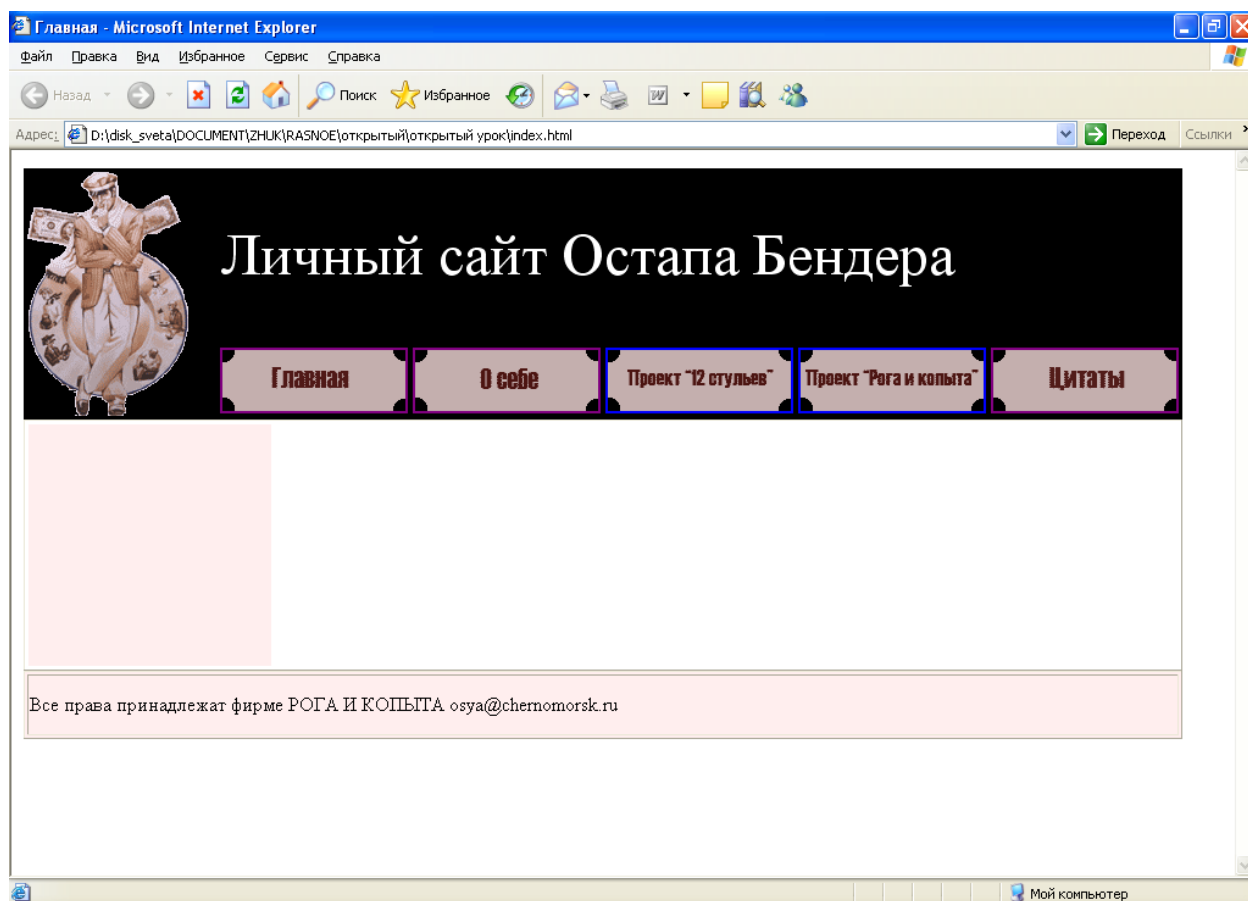 Главная - Microsoft Internet Explorer
Файл Правка Вид Избранное Сервис Справка
Назад Поиск Избранное
Адрес: D:\disk_sveta\DOCUMENT\ZHUK\RASNOE\открытый\открытый урок\index.html Переход Ссылки
Личный сайт Остапа Бендера
Главная О себе Проект "12 стульев" Проект "Рога и копыта" Цитаты
Все права принадлежат фирме РОГА И КОПЫТА osya@chernomorsk.ru
Мой компьютер